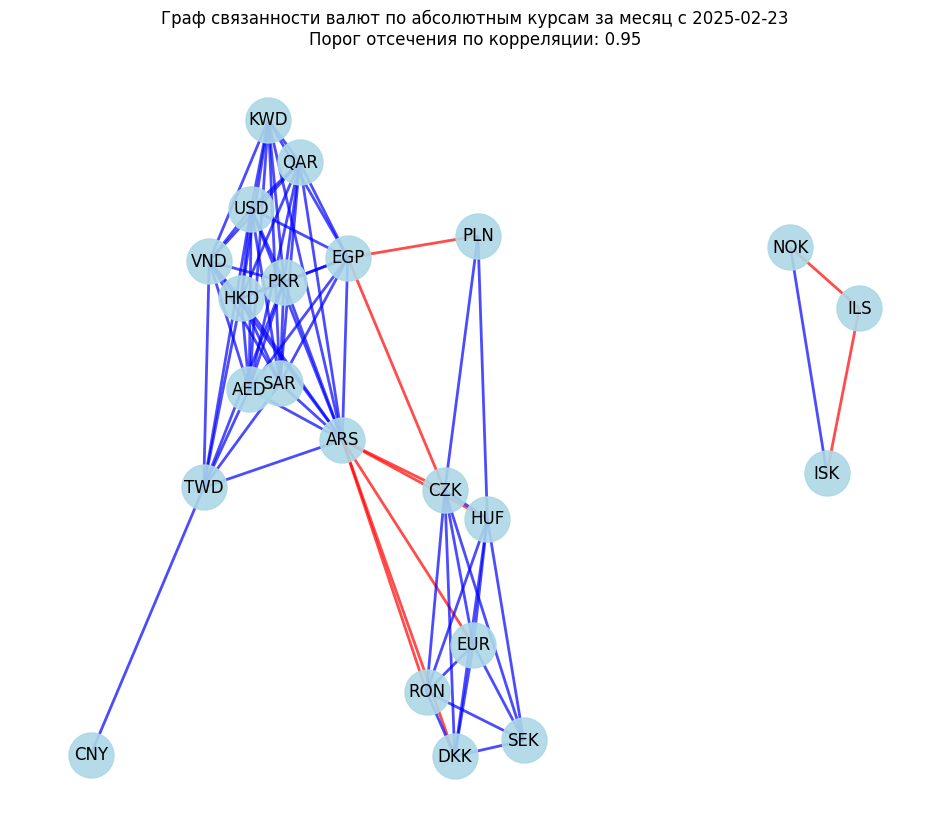 Граф связанности валют по абсолютным курсам за месяц с 2025-02-23
Порог отсечения по корреляции: 0.95
KWD
QAR
USD
PLN
NOK
VND
EGP
PKR
HKD
ILS
AED
SAR
ARS
ISK
TWD
CZK
HUF
EUR
RON
SEK
CNY
DKK